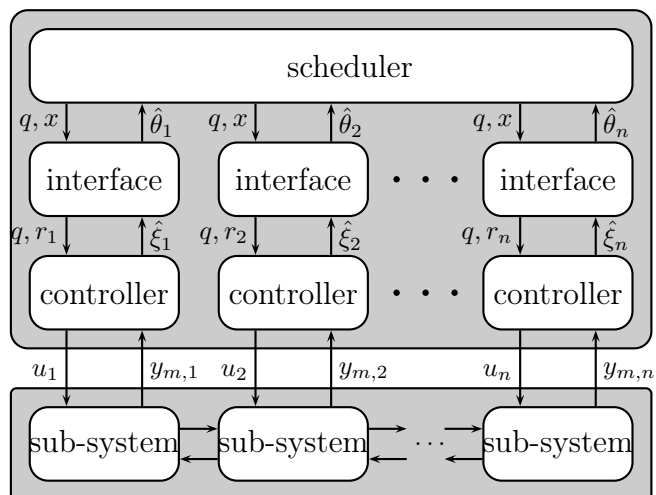 scheduler
q, x θ̂₁ q, x θ̂₂ q, x θ̂ₙ
interface interface · · · interface
q, r₁ ξ̂₁ q, r₂ ξ̂₂ q, rₙ ξ̂ₙ
controller controller · · · controller
u₁ yₘ,₁ u₂ yₘ,₂ uₙ yₘ,ₙ
sub-system sub-system · · · sub-system